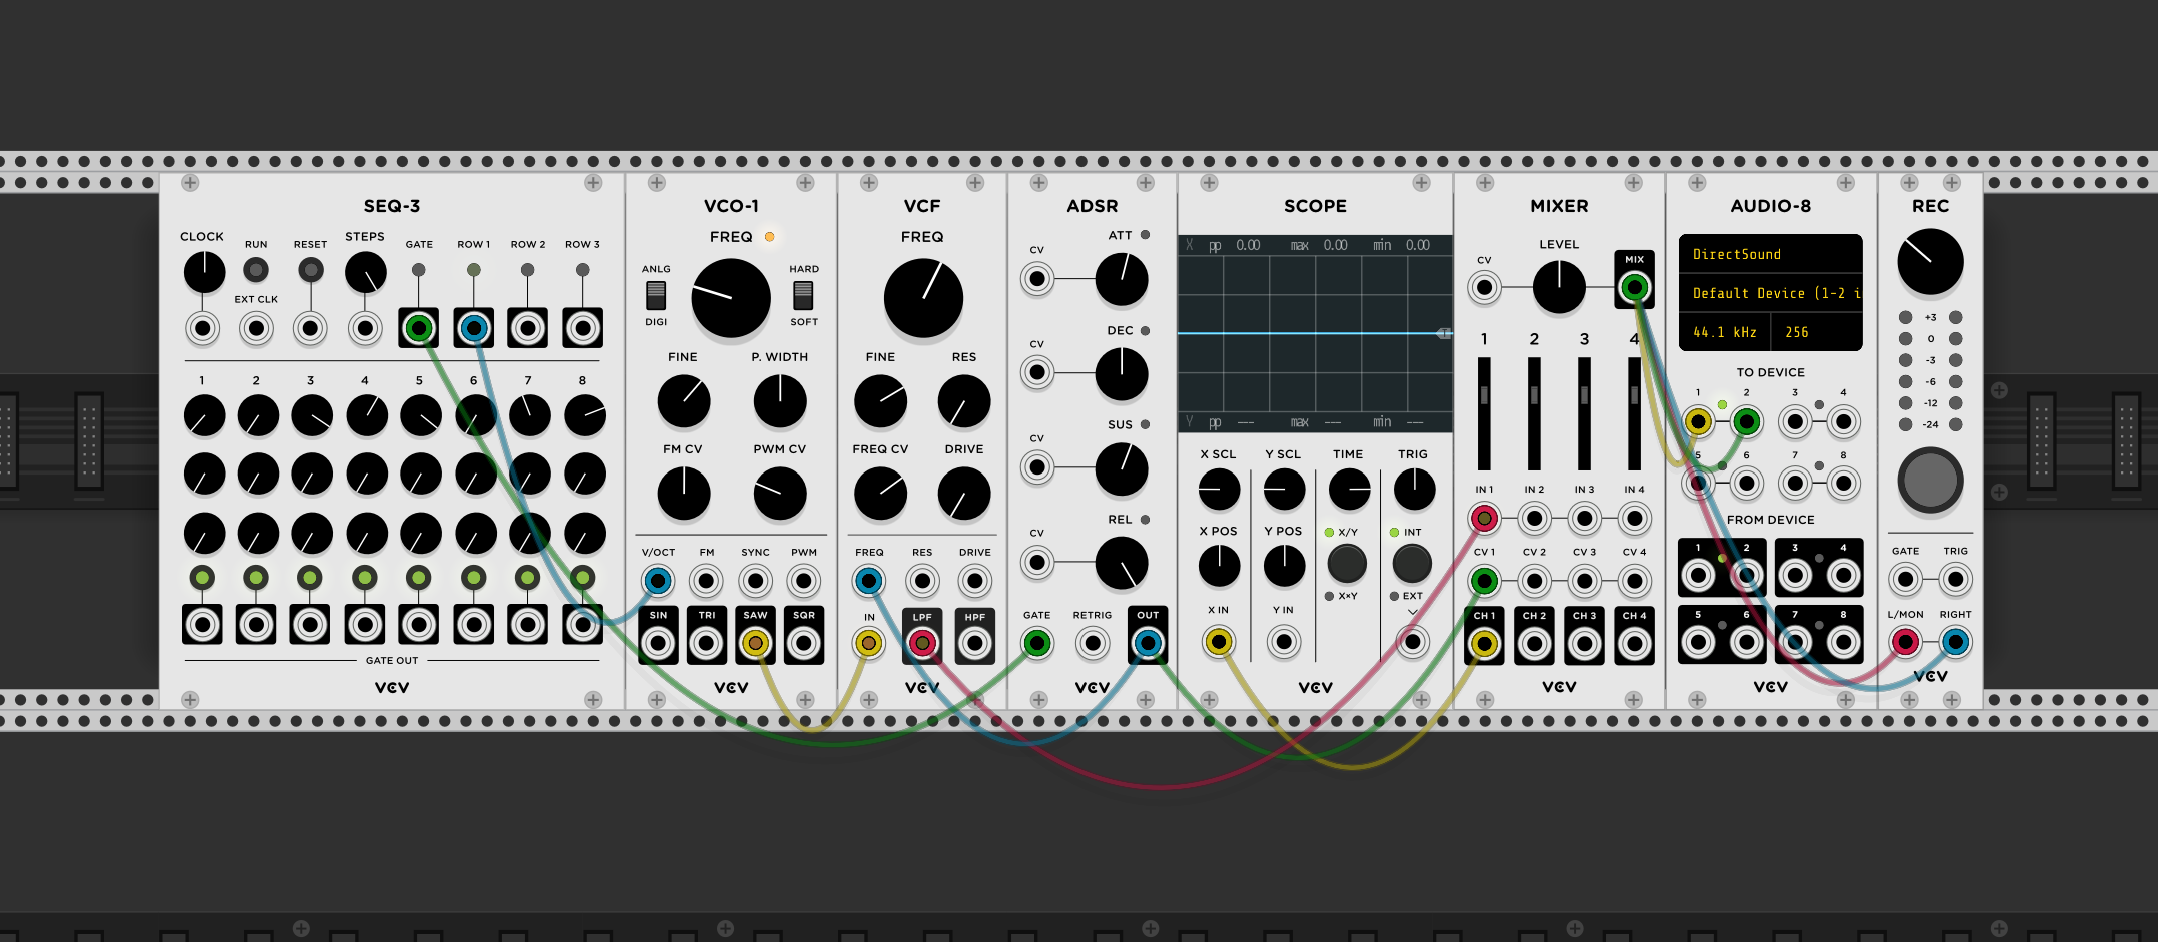 SEQ-3
CLOCK RUN RESET STEPS GATE ROW 1 ROW 2 ROW 3
EXT CLK
1 2 3 4 5 6 7 8
GATE OUT
VCV
VCO-1
FREQ
ANLG HARD
DIGI SOFT
FINE P. WIDTH
FM CV PWM CV
V/OCT FM SYNC PWM
SIN TRI SAW SQR
VCV
VCF
FREQ
FINE RES
FREQ CV DRIVE
FREQ RES DRIVE
IN LPF HPF
VCV
ADSR
ATT
CV
DEC
CV
SUS
CV
REL
CV
GATE RETRIG OUT
VCV
SCOPE
X pp 0.00 max 0.00 min 0.00
T
Y pp --- max --- min ---
X SCL Y SCL TIME TRIG
X POS Y POS X/Y INT
X×Y EXT
X IN Y IN
VCV
MIXER
LEVEL
CV MIX
1 2 3 4
IN 1 IN 2 IN 3 IN 4
CV 1 CV 2 CV 3 CV 4
CH 1 CH 2 CH 3 CH 4
VCV
AUDIO-8
DirectSound
Default Device (1-2 i
44.1 kHz 256
TO DEVICE
1 2 3 4
5 6 7 8
FROM DEVICE
1 2 3 4
5 6 7 8
VCV
REC
+3
0
-3
-6
-12
-24
GATE TRIG
L/MON RIGHT
VCV